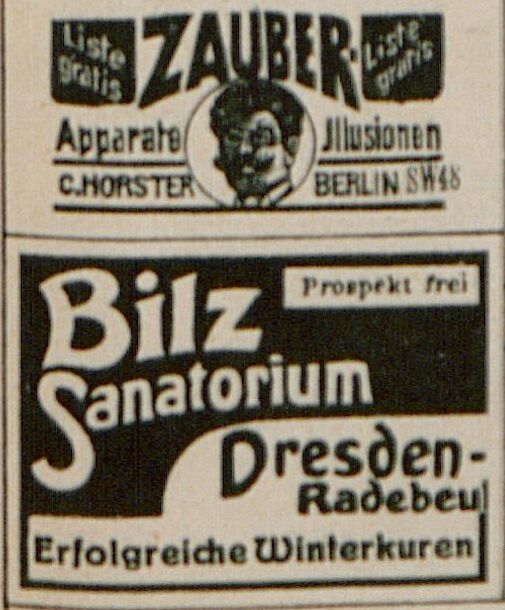 Liste gratis
ZAUBER-
Liste gratis
Apparate Jllusionen
C. HORSTER BERLIN SW48
Bilz
Prospekt frei
Sanatorium
Dresden-
Radebeul
Erfolgreiche Winterkuren